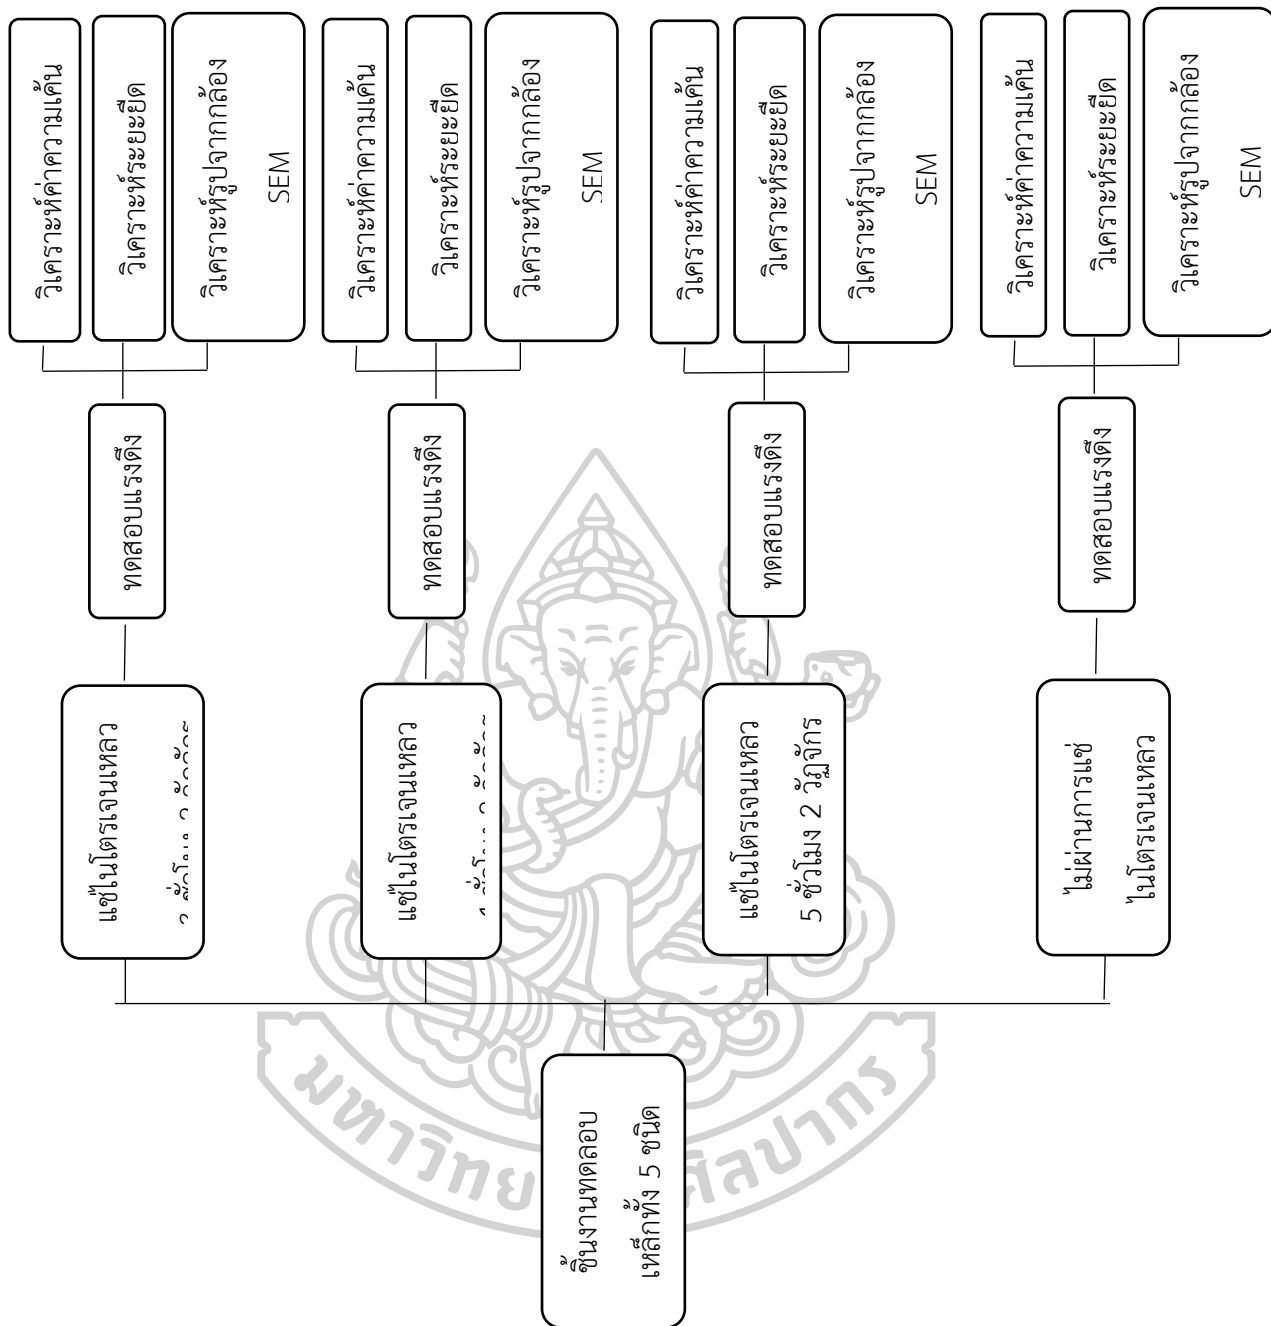 ชิ้นงานทดลอบ
เหล็กทั้ง 5 ชนิด
แช่ไนโตรเจนเหลว
ทดสอบแรงดึง
วิเคราะห์ค่าความเค้น
วิเคราะห์ระยะยืด
วิเคราะห์รูปจากกล้อง
SEM
แช่ไนโตรเจนเหลว
ทดสอบแรงดึง
วิเคราะห์ค่าความเค้น
วิเคราะห์ระยะยืด
วิเคราะห์รูปจากกล้อง
SEM
แช่ไนโตรเจนเหลว
5 ชั่วโมง 2 วัฏจักร
ทดสอบแรงดึง
วิเคราะห์ค่าความเค้น
วิเคราะห์ระยะยืด
วิเคราะห์รูปจากกล้อง
SEM
ไม่ผ่านการแช่
ไนโตรเจนเหลว
ทดสอบแรงดึง
วิเคราะห์ค่าความเค้น
วิเคราะห์ระยะยืด
วิเคราะห์รูปจากกล้อง
SEM
มหาวิทย ศิลปากร